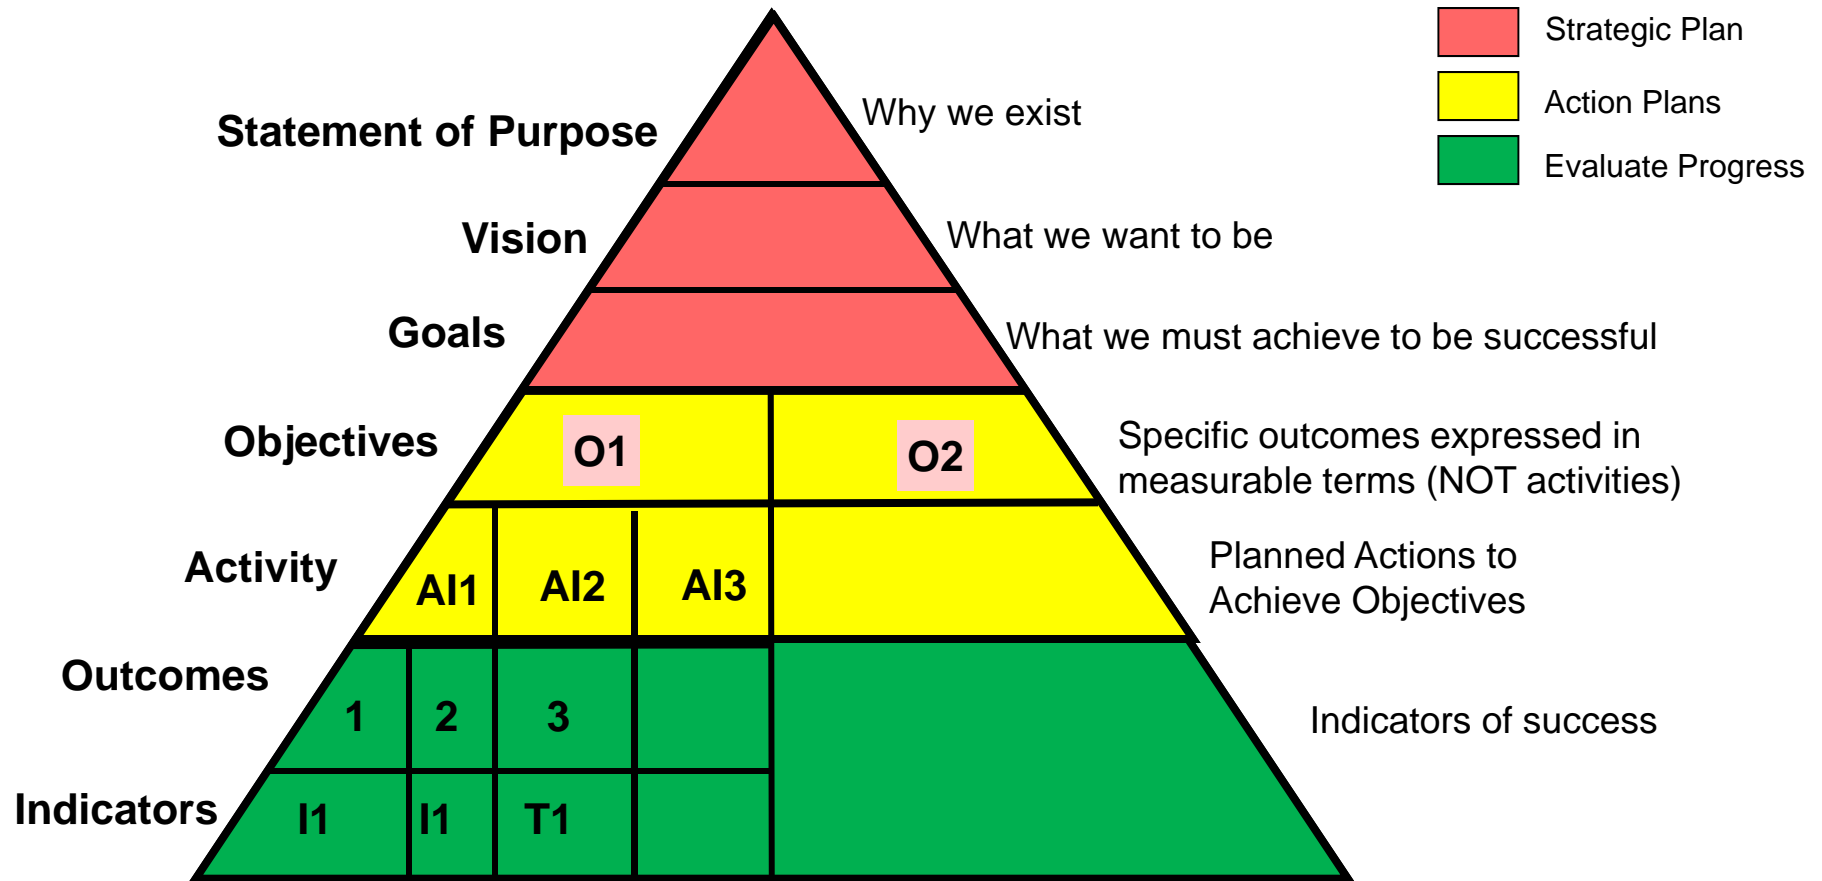 Strategic Plan
Action Plans
Evaluate Progress
Statement of Purpose
Why we exist
Vision
What we want to be
Goals
What we must achieve to be successful
Objectives
O1
O2
Specific outcomes expressed in
measurable terms (NOT activities)
Activity
AI1
AI2
AI3
Planned Actions to
Achieve Objectives
Outcomes
1
2
3
Indicators of success
Indicators
I1
I1
T1